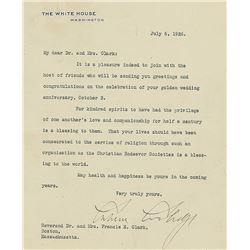 THE WHITE HOUSE
WASHINGTON
July 6, 1926.
My dear Dr. and Mrs. Clark:
It is a pleasure indeed to join with the
host of friends who will be sending you greetings and
congratulations on the celebration of your golden wedding
anniversary, October 3.
For kindred spirits to have had the privilege
of one another's love and companionship for half a century
is a blessing to them. That your lives should have been
consecrated to the service of religion through such an
organization as the Christian Endeavor Societies is a bless-
ing to the world.
May health and happiness be yours in the coming
years.
Very truly yours,
Calvin Coolidge
Reverend Dr. and Mrs. Francis E. Clark,
Boston,
Massachusetts.